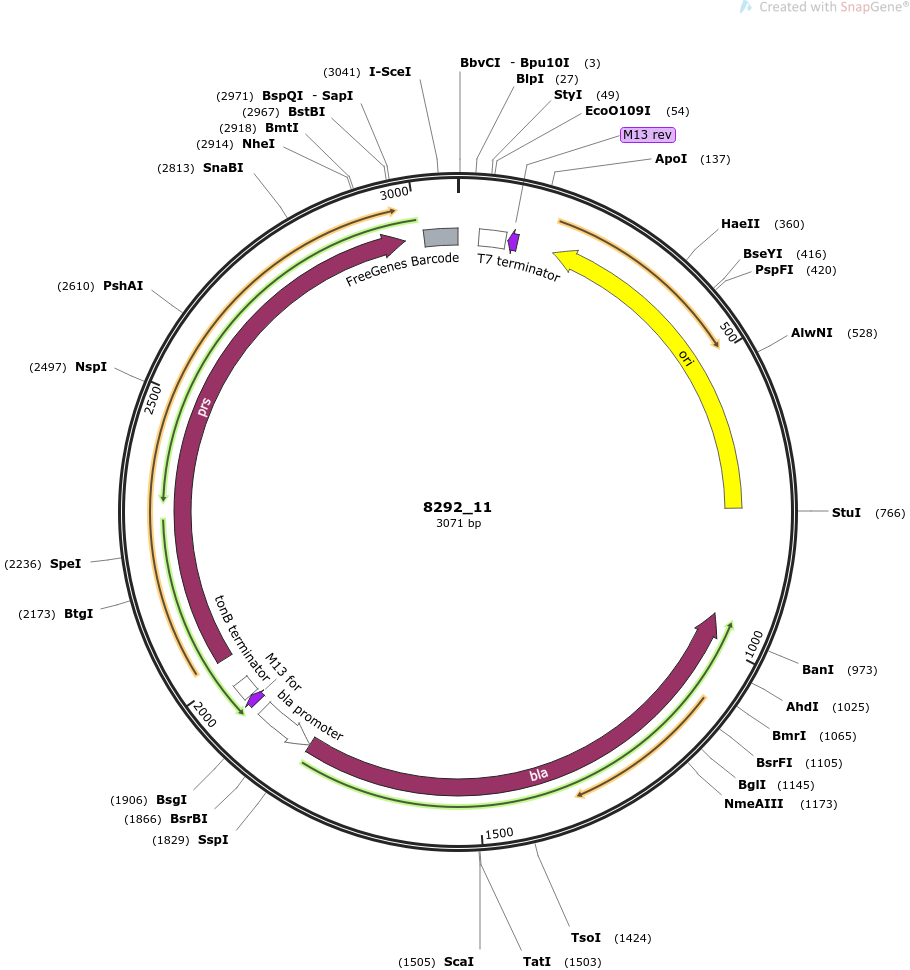 Created with SnapGene®
(3041) I-SceI
BbvCI - Bpu10I (3)
BlpI (27)
StyI (49)
EcoO109I (54)
M13 rev
ApoI (137)
(2971) BspQI - SapI
(2967) BstBI
(2918) BmtI
(2914) NheI
(2813) SnaBI
3000
HaeII (360)
BseYI (416)
PspFI (420)
FreeGenes Barcode
T7 terminator
(2610) PshAI
500
AlwNI (528)
ori
(2497) NspI
2500
prs
8292_11
3071 bp
StuI (766)
(2236) SpeI
(2173) BtgI
tonB terminator
M13 for
bla promoter
2000
1000
BanI (973)
AhdI (1025)
BmrI (1065)
BsrFI (1105)
BglI (1145)
NmeAIII (1173)
bla
(1906) BsgI
(1866) BsrBI
(1829) SspI
1500
TsoI (1424)
(1505) ScaI
TatI (1503)